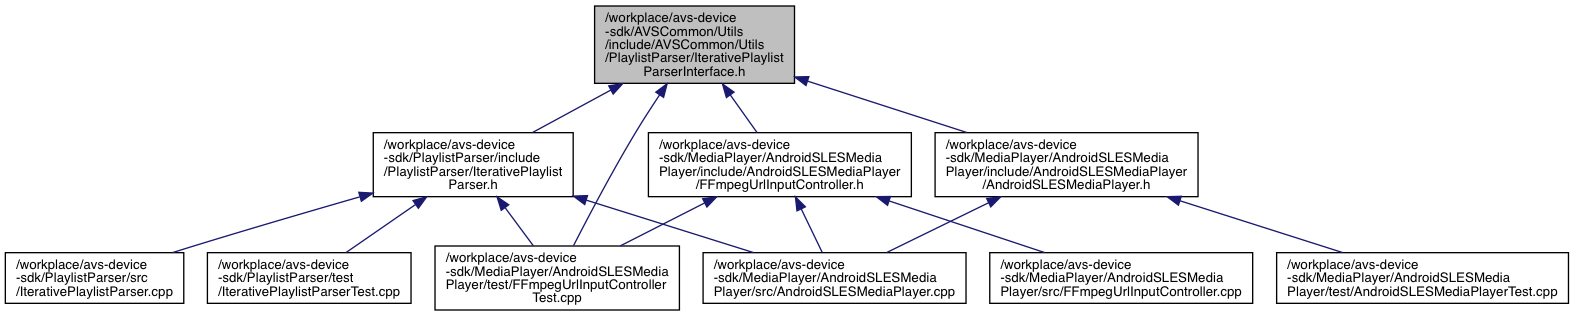 /workplace/avs-device
-sdk/AVSCommon/Utils
/include/AVSCommon/Utils
/PlaylistParser/IterativePlaylist
ParserInterface.h
/workplace/avs-device
-sdk/PlaylistParser/include
/PlaylistParser/IterativePlaylist
Parser.h
/workplace/avs-device
-sdk/MediaPlayer/AndroidSLESMedia
Player/include/AndroidSLESMediaPlayer
/FFmpegUrlInputController.h
/workplace/avs-device
-sdk/MediaPlayer/AndroidSLESMedia
Player/include/AndroidSLESMediaPlayer
/AndroidSLESMediaPlayer.h
/workplace/avs-device
-sdk/PlaylistParser/src
/IterativePlaylistParser.cpp
/workplace/avs-device
-sdk/PlaylistParser/test
/IterativePlaylistParserTest.cpp
/workplace/avs-device
-sdk/MediaPlayer/AndroidSLESMedia
Player/test/FFmpegUrlInputController
Test.cpp
/workplace/avs-device
-sdk/MediaPlayer/AndroidSLESMedia
Player/src/AndroidSLESMediaPlayer.cpp
/workplace/avs-device
-sdk/MediaPlayer/AndroidSLESMedia
Player/src/FFmpegUrlInputController.cpp
/workplace/avs-device
-sdk/MediaPlayer/AndroidSLESMedia
Player/test/AndroidSLESMediaPlayerTest.cpp